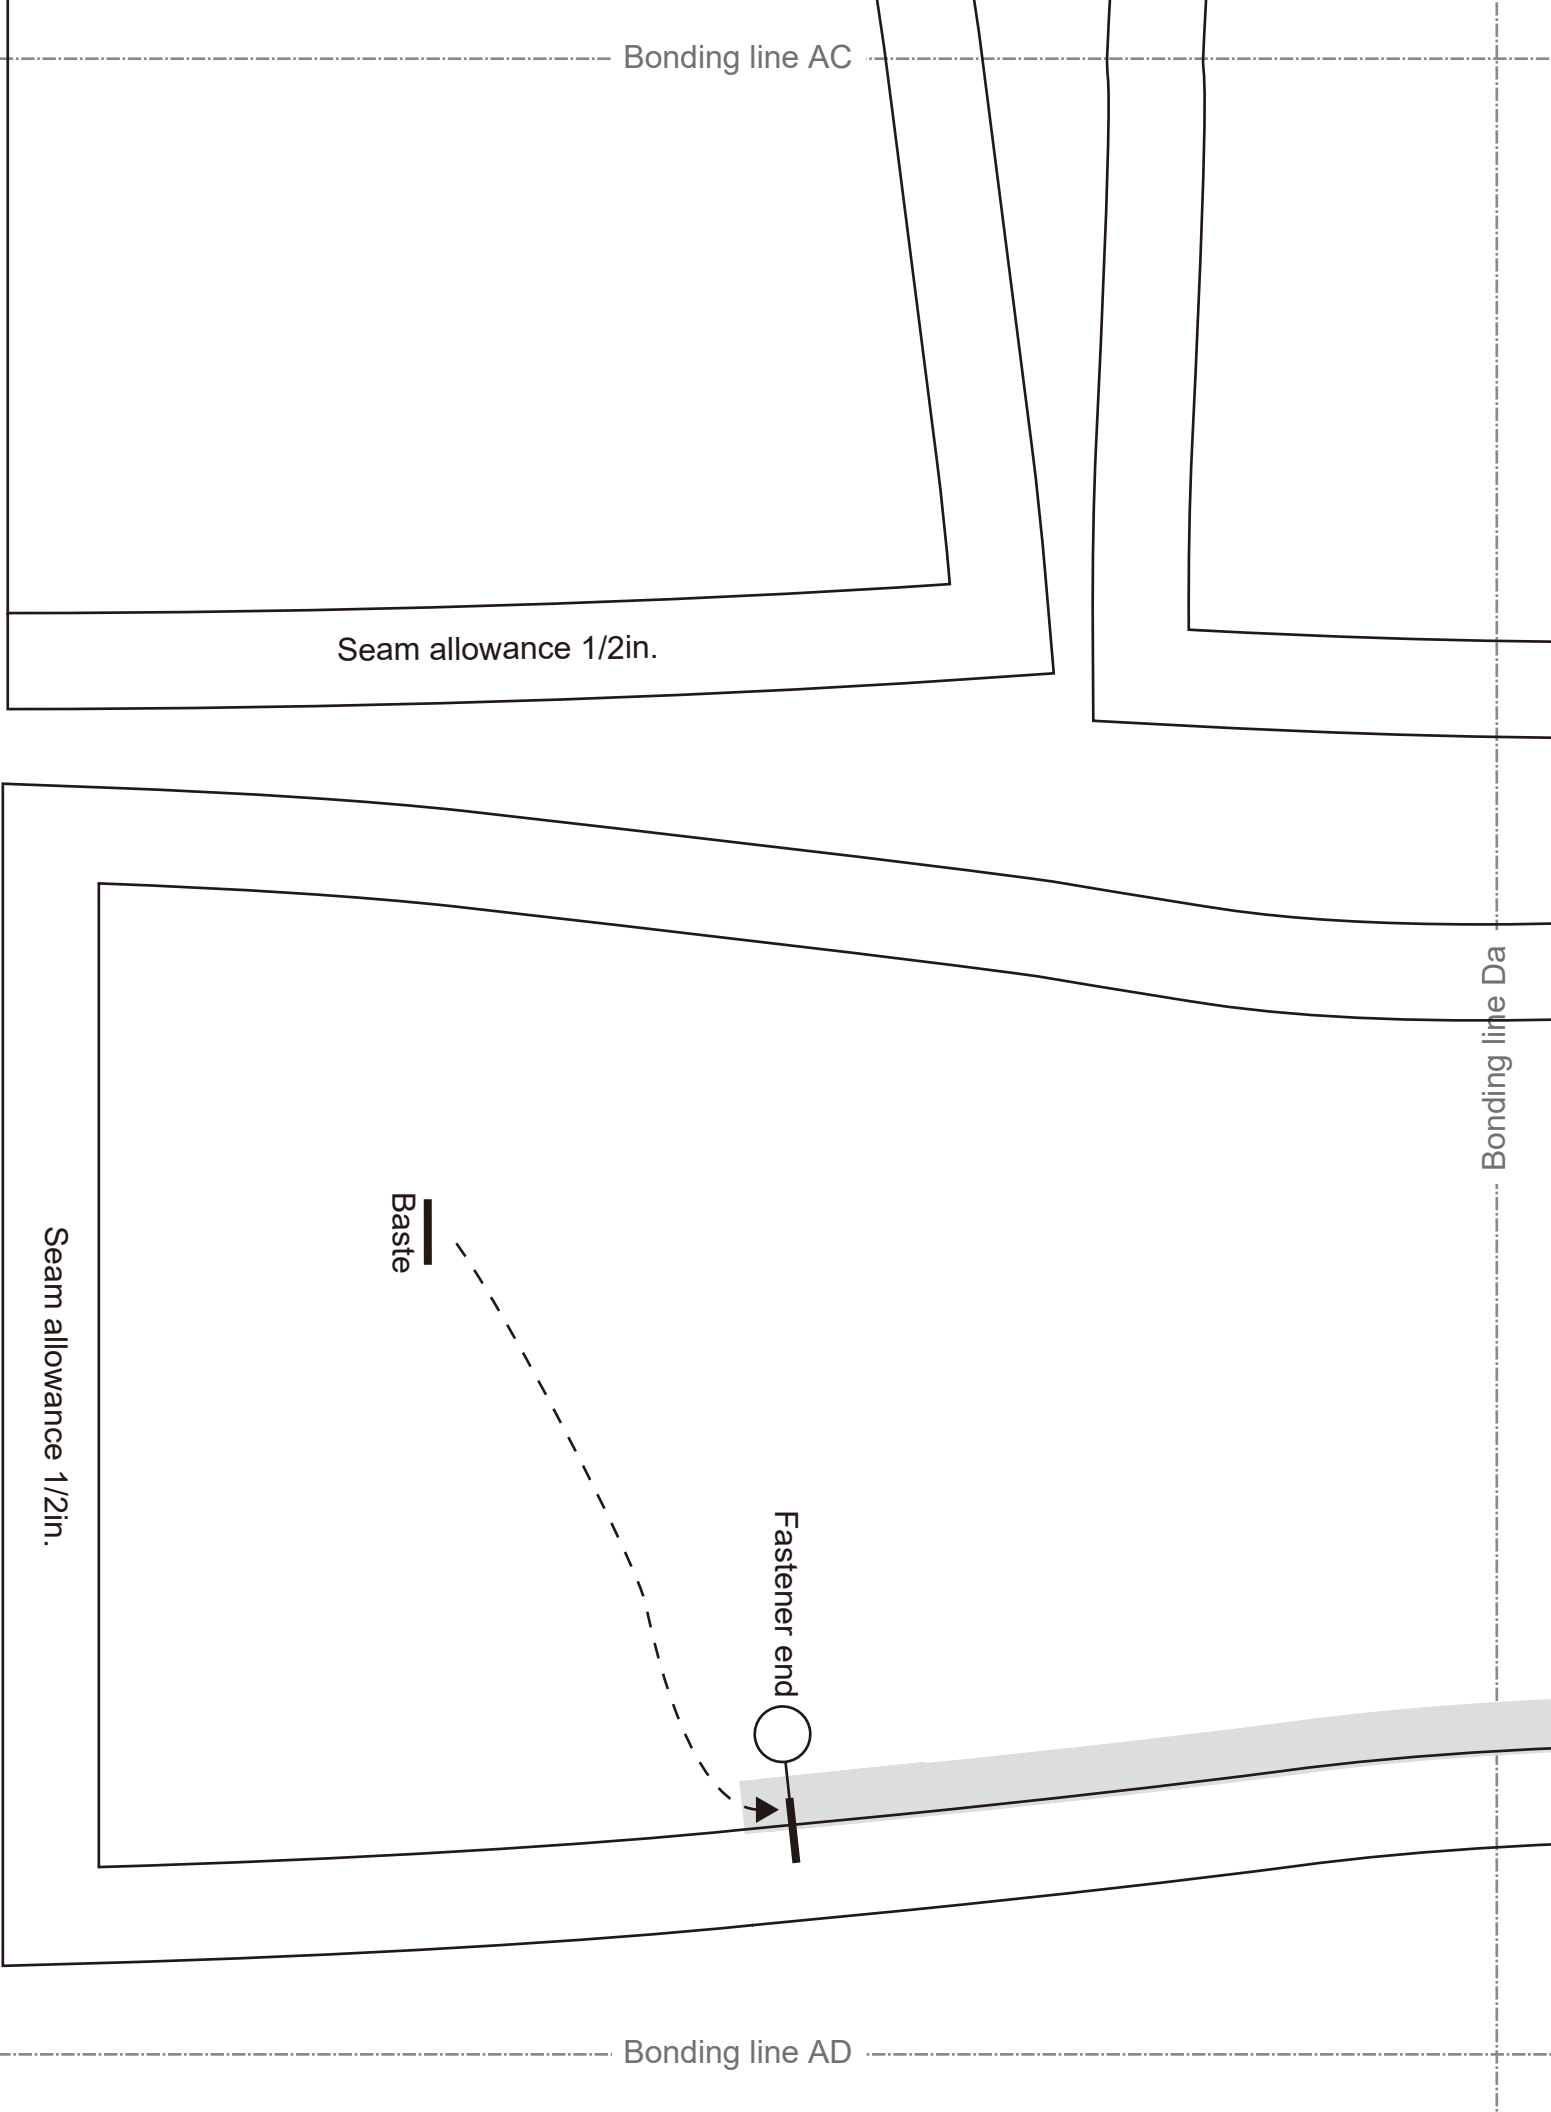 Bonding line AC
Seam allowance 1/2in.
Bonding line Da
Baste
Seam allowance 1/2in.
Fastener end
Bonding line AD